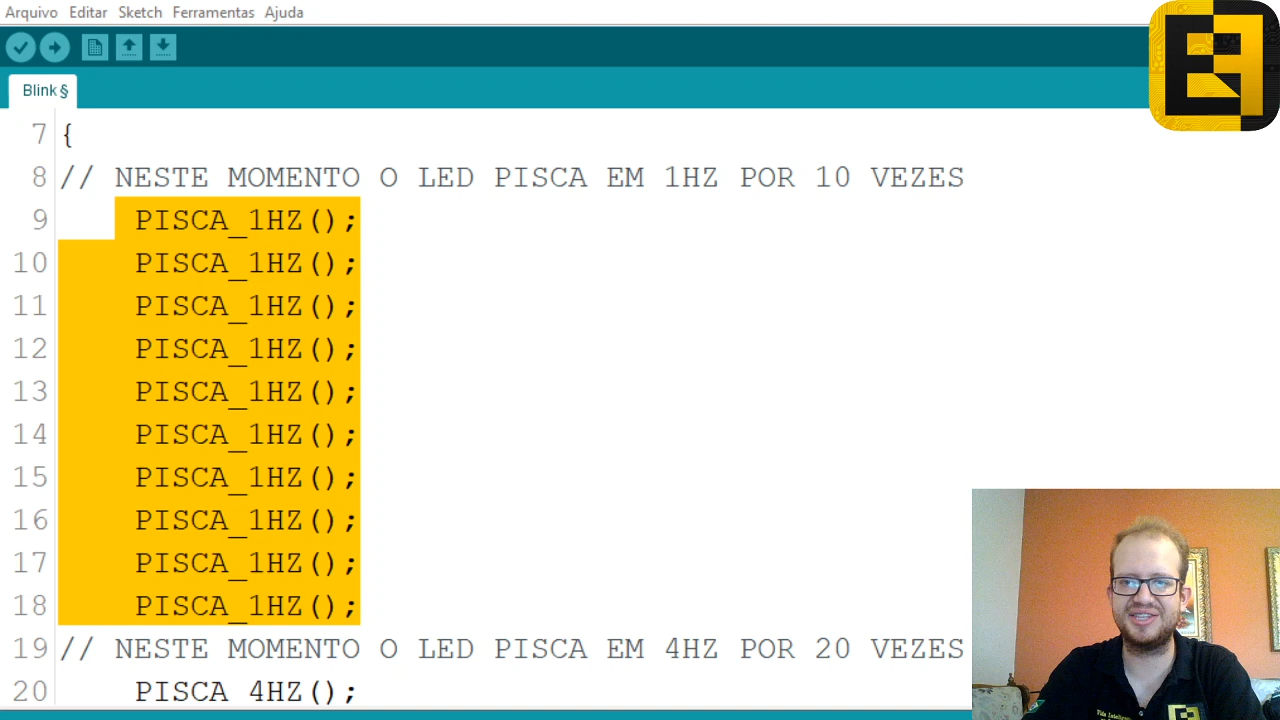 Arquivo Editar Sketch Ferramentas Ajuda
Blink §
7 {
8 // NESTE MOMENTO O LED PISCA EM 1HZ POR 10 VEZES
9 PISCA_1HZ();
10 PISCA_1HZ();
11 PISCA_1HZ();
12 PISCA_1HZ();
13 PISCA_1HZ();
14 PISCA_1HZ();
15 PISCA_1HZ();
16 PISCA_1HZ();
17 PISCA_1HZ();
18 PISCA_1HZ();
19 // NESTE MOMENTO O LED PISCA EM 4HZ POR 20 VEZES
20 PISCA 4HZ();